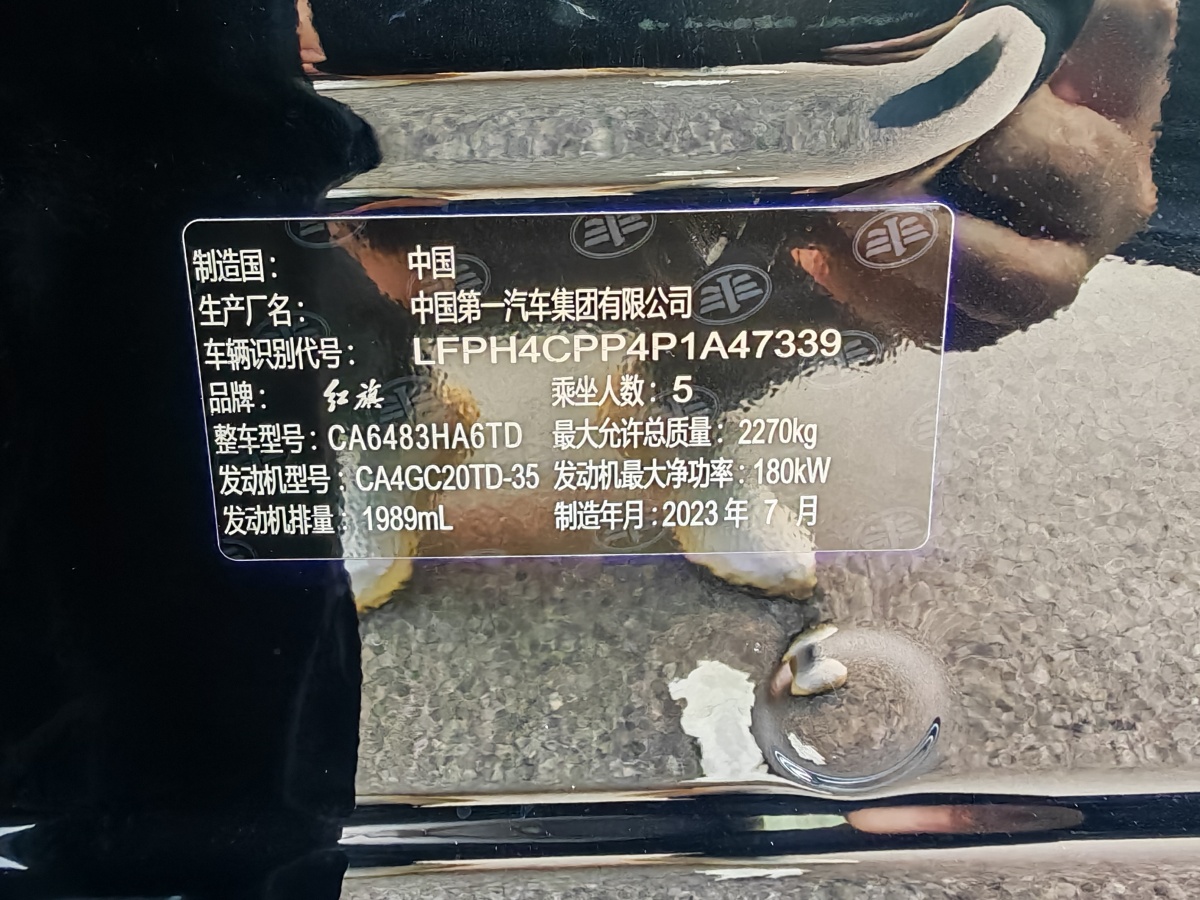 制造国： 中国
生产厂名： 中国第一汽车集团有限公司
车辆识别代号： LFPH4CPP4P1A47339
品牌： 红旗 乘坐人数：5
整车型号：CA6483HA6TD 最大允许总质量：2270kg
发动机型号：CA4GC20TD-35 发动机最大净功率：180kW
发动机排量：1989mL 制造年月：2023年 7 月